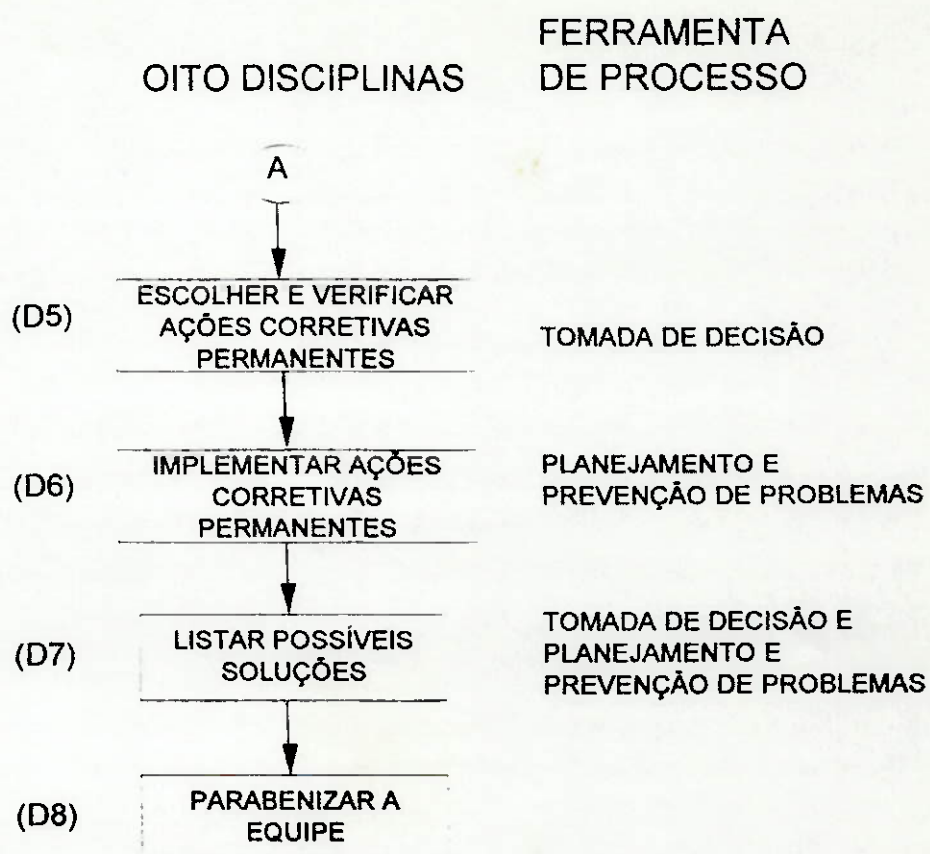 OITO DISCIPLINAS
FERRAMENTA
DE PROCESSO
A
(D5)
ESCOLHER E VERIFICAR
AÇÕES CORRETIVAS
PERMANENTES
TOMADA DE DECISÃO
(D6)
IMPLEMENTAR AÇÕES
CORRETIVAS
PERMANENTES
PLANEJAMENTO E
PREVENÇÃO DE PROBLEMAS
(D7)
LISTAR POSSÍVEIS
SOLUÇÕES
TOMADA DE DECISÃO E
PLANEJAMENTO E
PREVENÇÃO DE PROBLEMAS
(D8)
PARABENIZAR A
EQUIPE